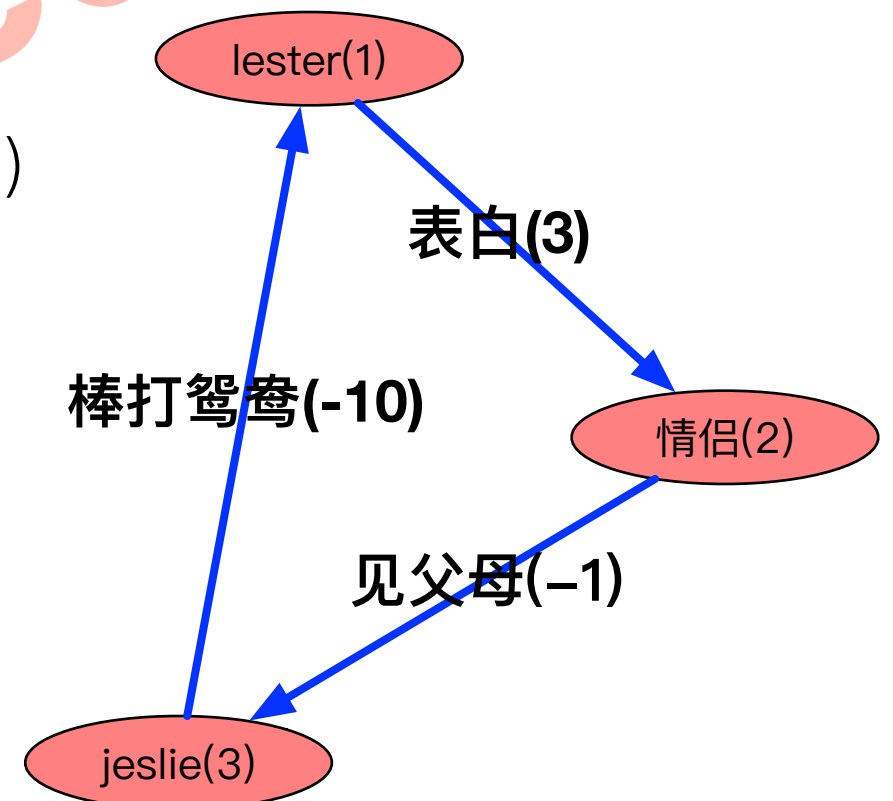 lester(1)
)
表白(3)
棒打鸳鸯(-10)
情侣(2)
见父母(–1)
jeslie(3)